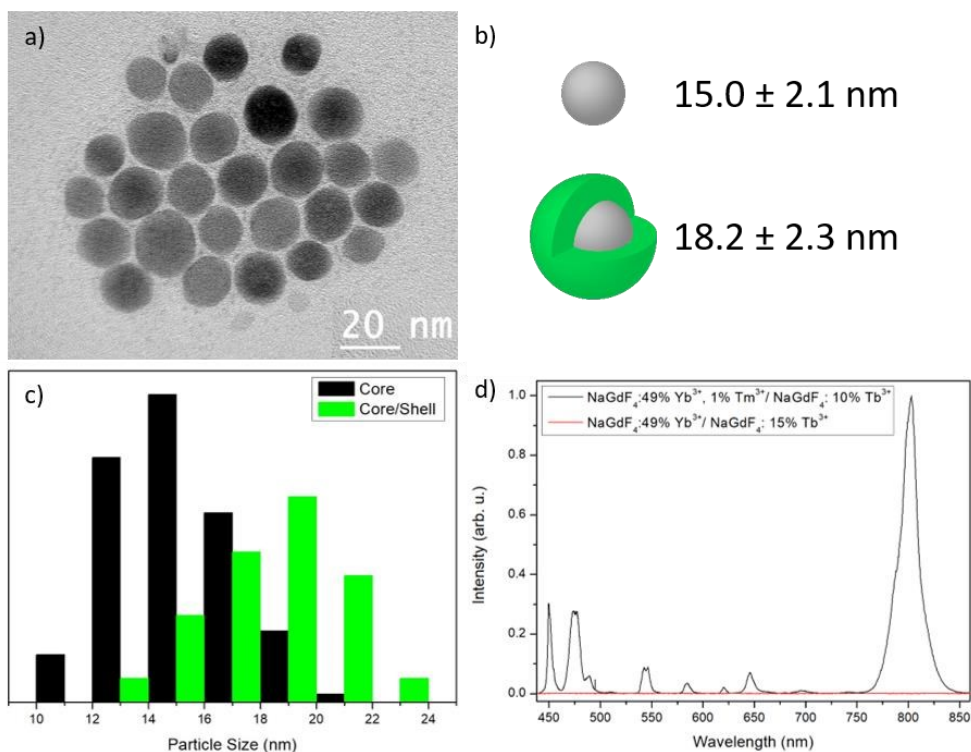 a)
20 nm
b)
15.0 ± 2.1 nm
18.2 ± 2.3 nm
c)
Core
Core/Shell
10 12 14 16 18 20 22 24
Particle Size (nm)
d)
NaGdF₄:49% Yb³⁺, 1% Tm³⁺/ NaGdF₄: 10% Tb³⁺
NaGdF₄:49% Yb³⁺/ NaGdF₄: 15% Tb³⁺
1.0
0.8
0.6
0.4
0.2
0.0
Intensity (arb. u.)
450 500 550 600 650 700 750 800 850
Wavelength (nm)